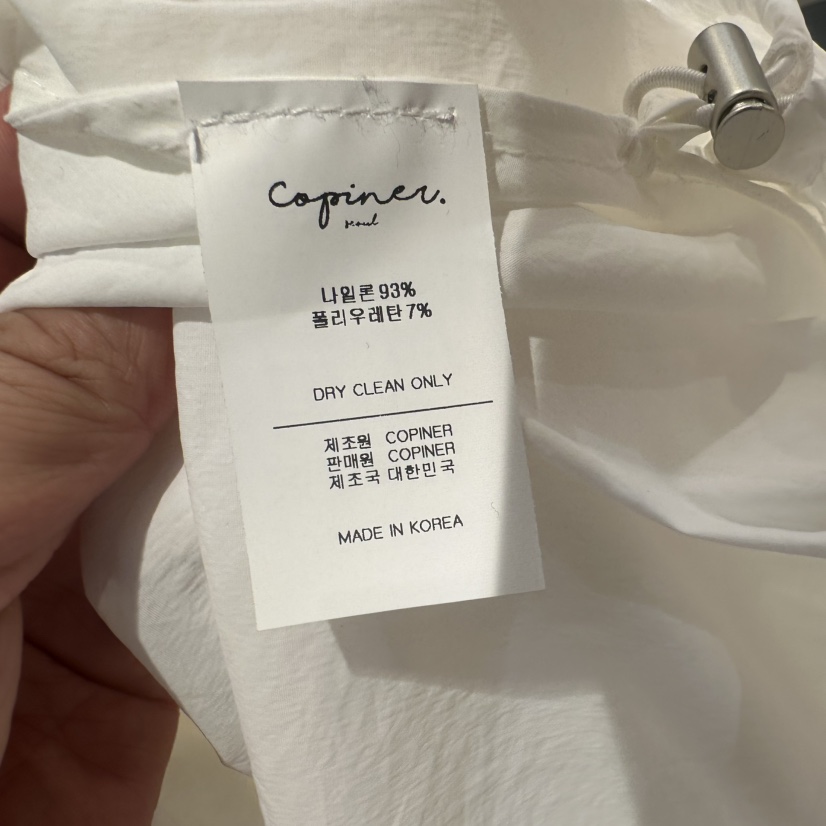 Copiner.
seoul
나일론 93%
폴리우레탄 7%
DRY CLEAN ONLY
제조원 COPINER
판매원 COPINER
제조국 대한민국
MADE IN KOREA